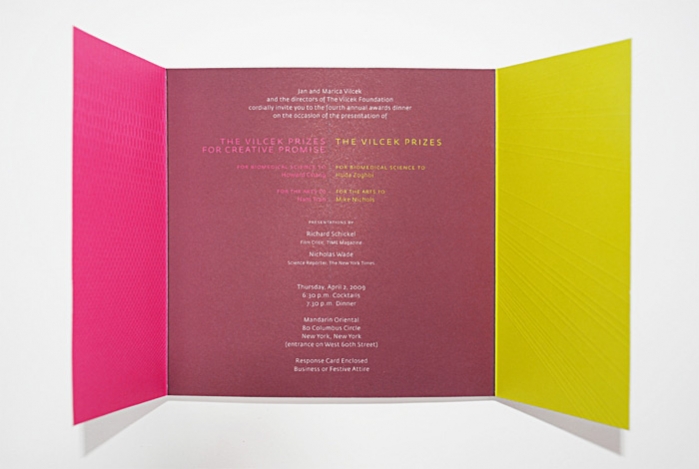 Jan and Marica Vilcek
and the directors of The Vilcek Foundation
cordially invite you to the fourth annual awards dinner
on the occasion of the presentation of
THE VILCEK PRIZES
FOR CREATIVE PROMISE
FOR BIOMEDICAL SCIENCE TO
Howard Chang
FOR THE ARTS TO
Ham Tran
THE VILCEK PRIZES
FOR BIOMEDICAL SCIENCE TO
Huda Zoghbi
FOR THE ARTS TO
Mike Nichols
PRESENTATIONS BY
Richard Schickel
Film Critic, TIME Magazine
Nicholas Wade
Science Reporter, The New York Times
Thursday, April 2, 2009
6:30 p.m. Cocktails
7:30 p.m. Dinner
Mandarin Oriental
80 Columbus Circle
New York, New York
[entrance on West 60th Street]
Response Card Enclosed
Business or Festive Attire